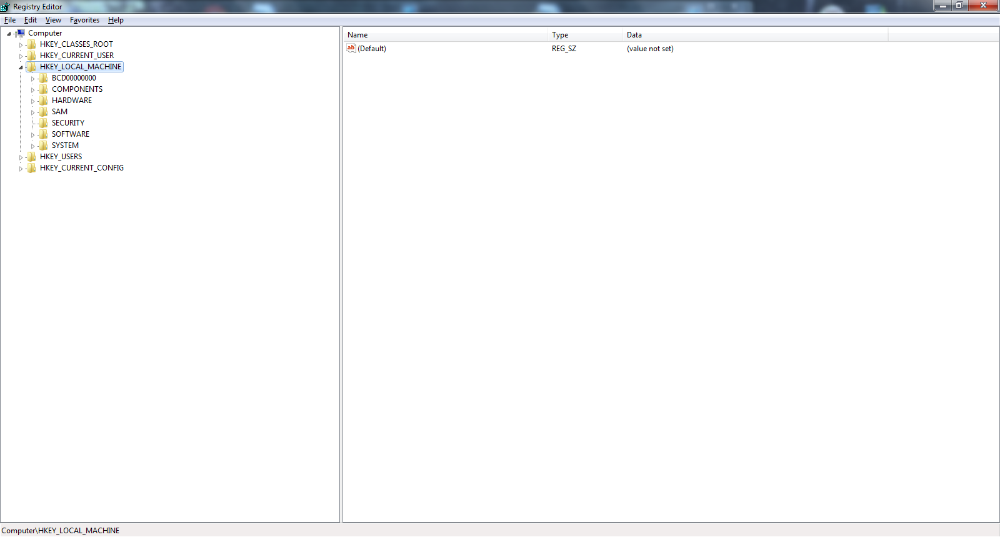 Registry Editor
File Edit View Favorites Help
Computer
HKEY_CLASSES_ROOT
HKEY_CURRENT_USER
HKEY_LOCAL_MACHINE
BCD00000000
COMPONENTS
HARDWARE
SAM
SECURITY
SOFTWARE
SYSTEM
HKEY_USERS
HKEY_CURRENT_CONFIG
Name Type Data
ab (Default) REG_SZ (value not set)
Computer\HKEY_LOCAL_MACHINE